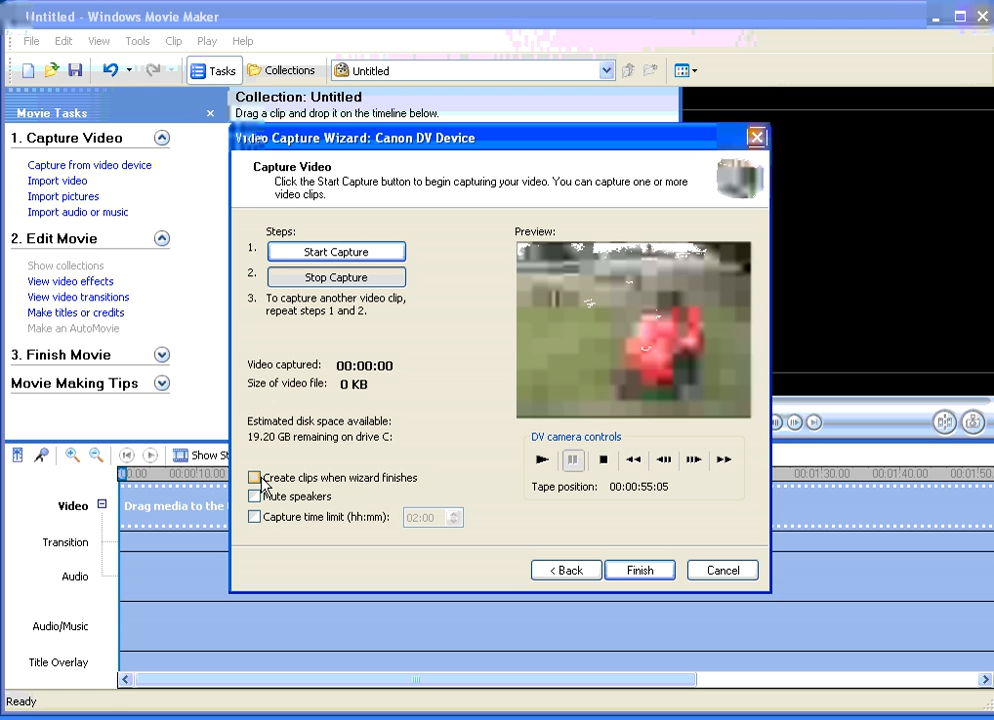 Untitled - Windows Movie Maker
File Edit View Tools Clip Play Help
Tasks Collections Untitled
Movie Tasks
1. Capture Video
Capture from video device
Import video
Import pictures
Import audio or music
2. Edit Movie
Show collections
View video effects
View video transitions
Make titles or credits
Make an AutoMovie
3. Finish Movie
Movie Making Tips
Collection: Untitled
Drag a clip and drop it on the timeline below.
Video Capture Wizard: Canon DV Device
Capture Video
Click the Start Capture button to begin capturing your video. You can capture one or more
video clips.
Steps:
1. Start Capture
2. Stop Capture
3. To capture another video clip,
repeat steps 1 and 2.
Video captured: 00:00:00
Size of video file: 0 KB
Estimated disk space available:
19.20 GB remaining on drive C:
Create clips when wizard finishes
Mute speakers
Capture time limit (hh:mm): 02:00
Preview:
DV camera controls
Tape position: 00:00:55:05
< Back Finish Cancel
Show St
0:00 00:00:10.00 00:01:30.00 00:01:50.
Video Drag media to the
Transition
Audio
Audio/Music
Title Overlay
Ready